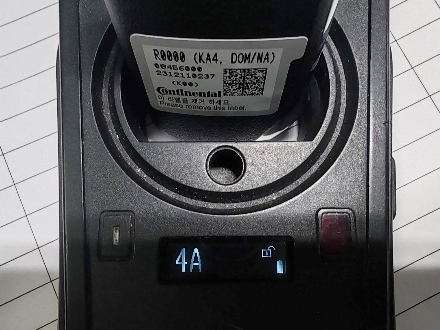 R0000 (KA4, DOM/NA)
08456000
2312110237
(K00)
Continental
이 라벨을 제거 하세요.
Please remove this label.
4A